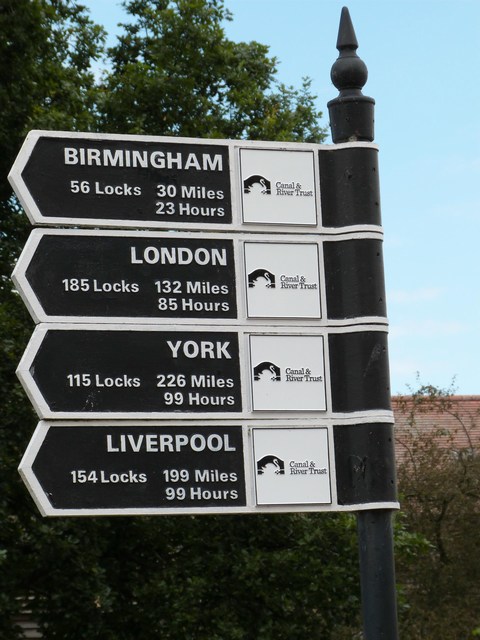 BIRMINGHAM
56 Locks 30 Miles
23 Hours
Canal &
River Trust
LONDON
185 Locks 132 Miles
85 Hours
Canal &
River Trust
YORK
115 Locks 226 Miles
99 Hours
Canal &
River Trust
LIVERPOOL
154 Locks 199 Miles
99 Hours
Canal &
River Trust